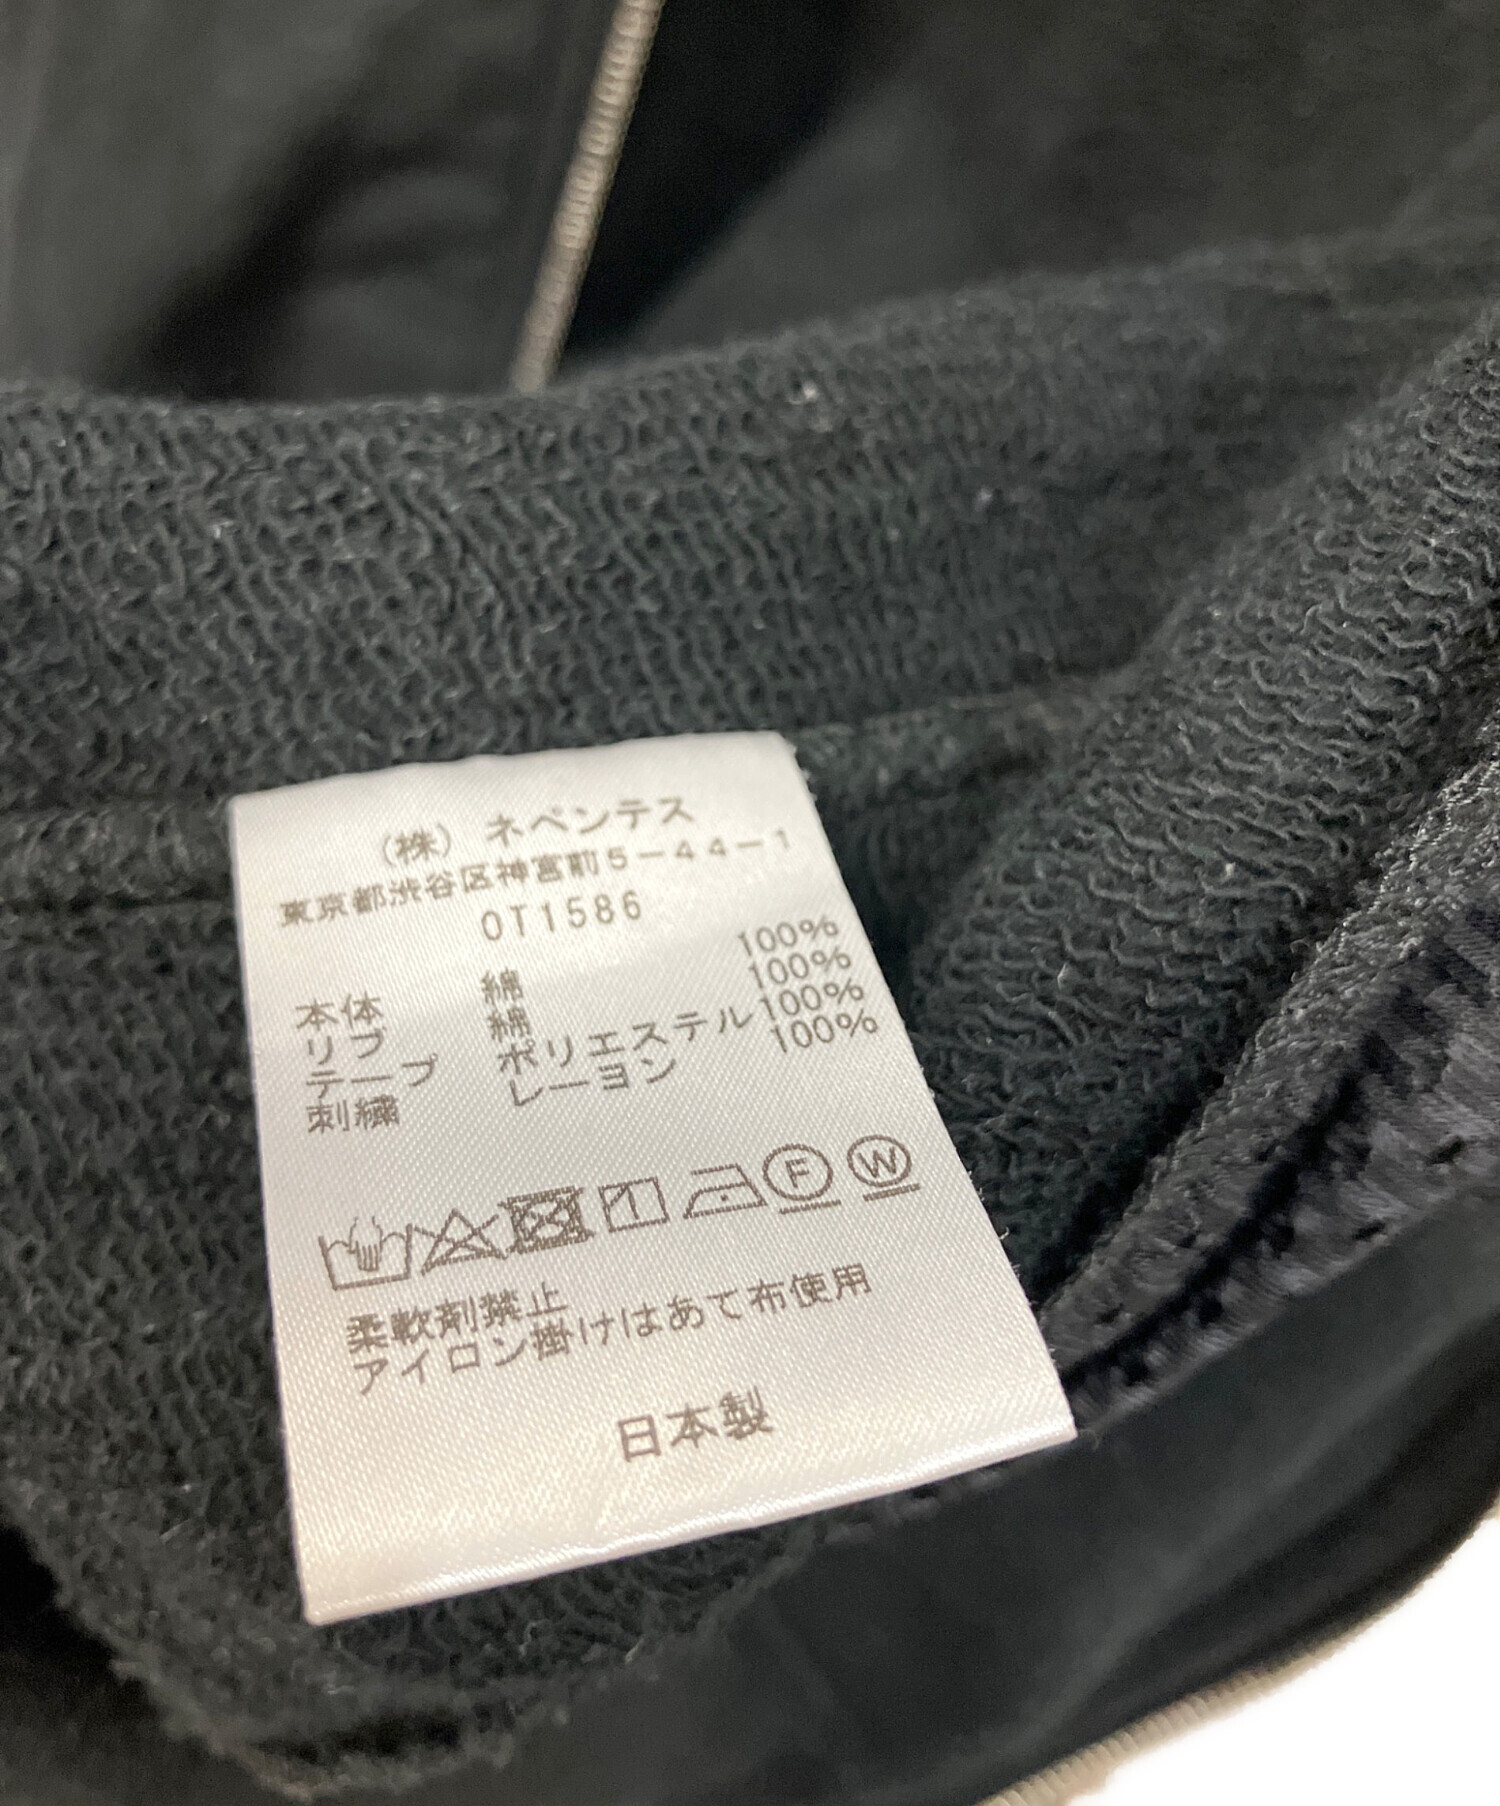 (株) ネペンテス
東京都渋谷区神宮前5-44-1
OT1586
本体 綿 100%
リブ 綿 100%
テープ ポリエステル 100%
刺繍 レーヨン 100%
F W
柔軟剤禁止
アイロン掛けはあて布使用
日本製